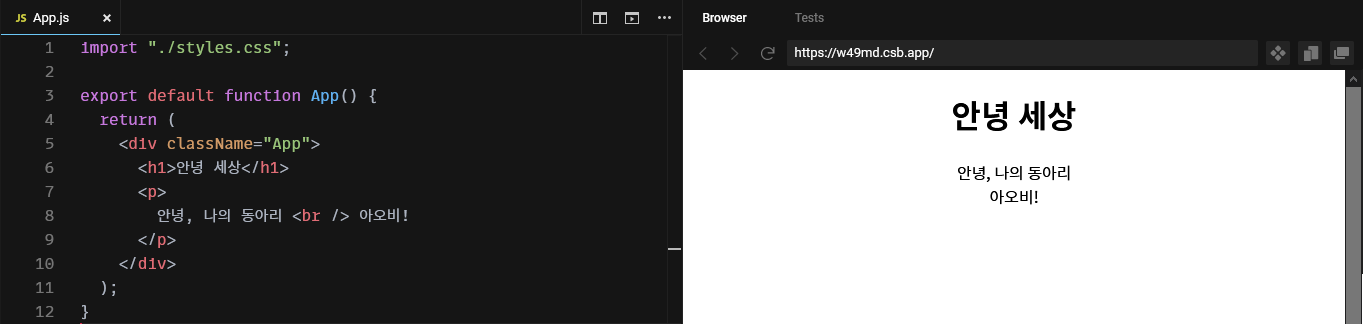 JS App.js ×
1 import "./styles.css";
2
3 export default function App() {
4 return (
5 <div className="App">
6 <h1>안녕 세상</h1>
7 <p>
8 안녕, 나의 동아리 <br /> 아오비!
9 </p>
10 </div>
11 );
12 }
Browser Tests
https://w49md.csb.app/
안녕 세상
안녕, 나의 동아리
아오비!